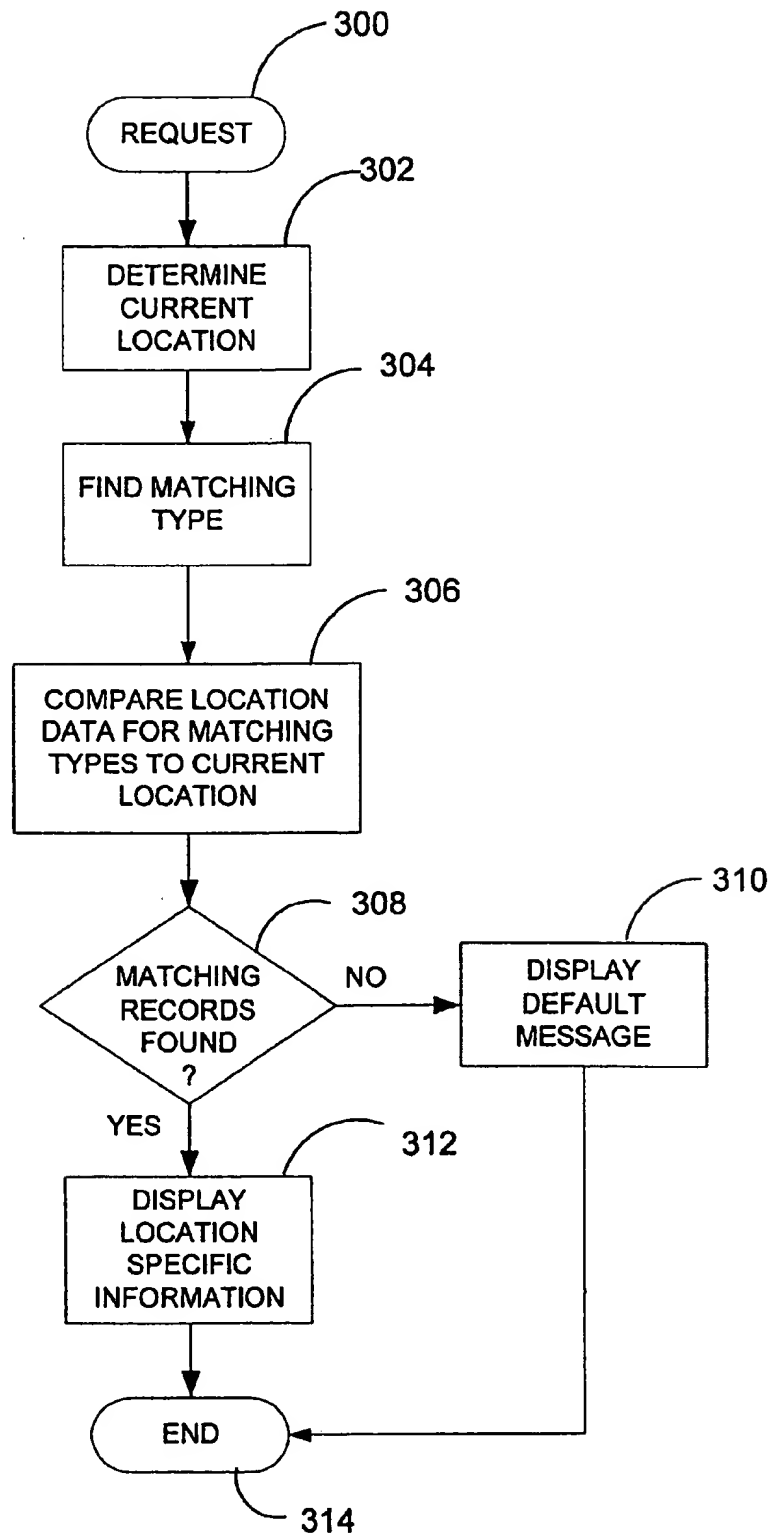 300
REQUEST
302
DETERMINE
CURRENT
LOCATION
304
FIND MATCHING
TYPE
306
COMPARE LOCATION
DATA FOR MATCHING
TYPES TO CURRENT
LOCATION
308
MATCHING
RECORDS
FOUND
?
NO
310
DISPLAY
DEFAULT
MESSAGE
YES
312
DISPLAY
LOCATION
SPECIFIC
INFORMATION
END
314